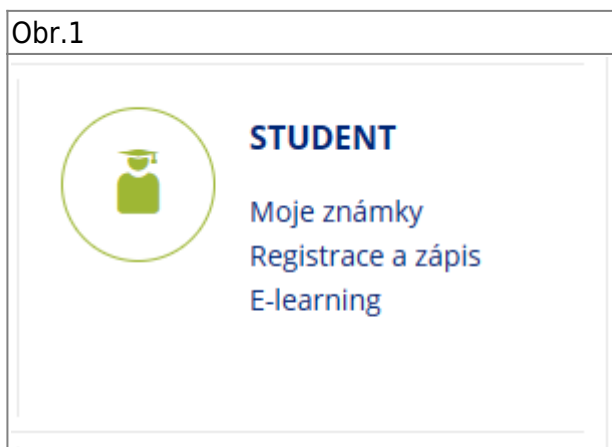 Obr.1
STUDENT
Moje známky
Registrace a zápis
E-learning